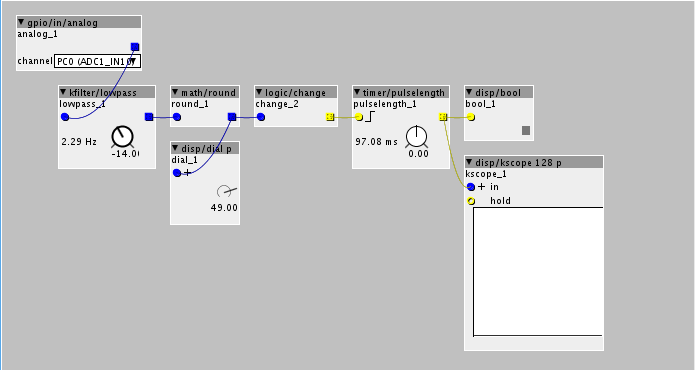 gpio/in/analog
analog_1
channel PC0 (ADC1_IN10)
kfilter/lowpass
lowpass_1
2.29 Hz
-14.0
math/round
round_1
logic/change
change_2
timer/pulselength
pulselength_1
97.08 ms
0.00
disp/bool
bool_1
disp/dial p
dial_1
49.00
disp/kscope 128 p
kscope_1
in
hold